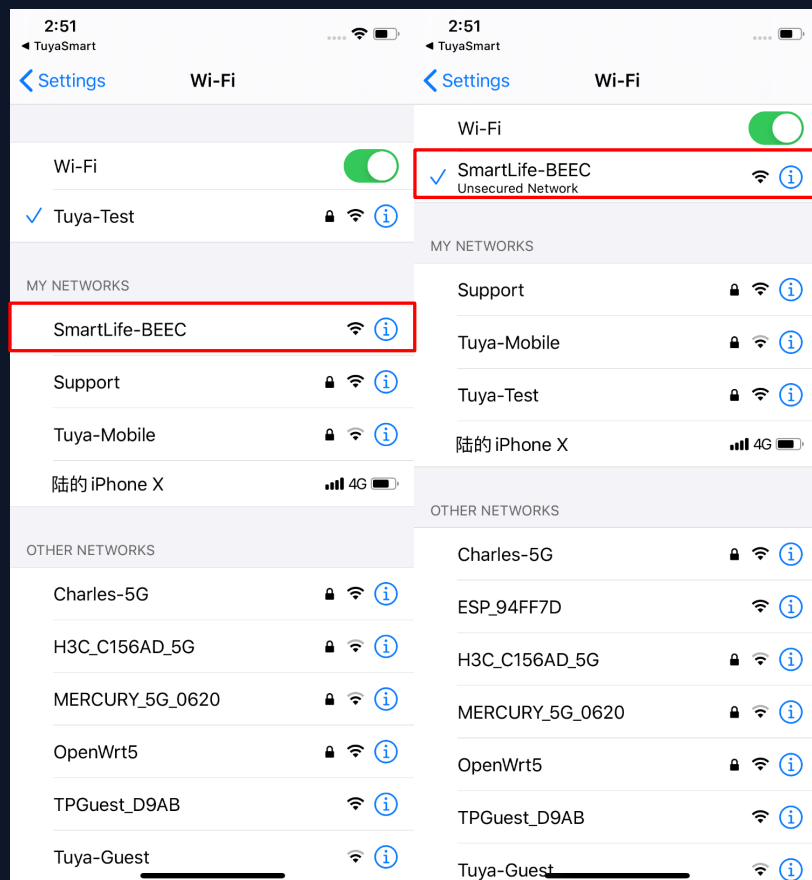 2:51
TuyaSmart
Settings
Wi-Fi
Wi-Fi
Tuya-Test
MY NETWORKS
SmartLife-BEEC
Support
Tuya-Mobile
陆的 iPhone X
4G
OTHER NETWORKS
Charles-5G
H3C_C156AD_5G
MERCURY_5G_0620
OpenWrt5
TPGuest_D9AB
Tuya-Guest
2:51
TuyaSmart
Settings
Wi-Fi
Wi-Fi
SmartLife-BEEC
Unsecured Network
MY NETWORKS
Support
Tuya-Mobile
Tuya-Test
陆的 iPhone X
4G
OTHER NETWORKS
Charles-5G
ESP_94FF7D
H3C_C156AD_5G
MERCURY_5G_0620
OpenWrt5
TPGuest_D9AB
Tuya-Guest